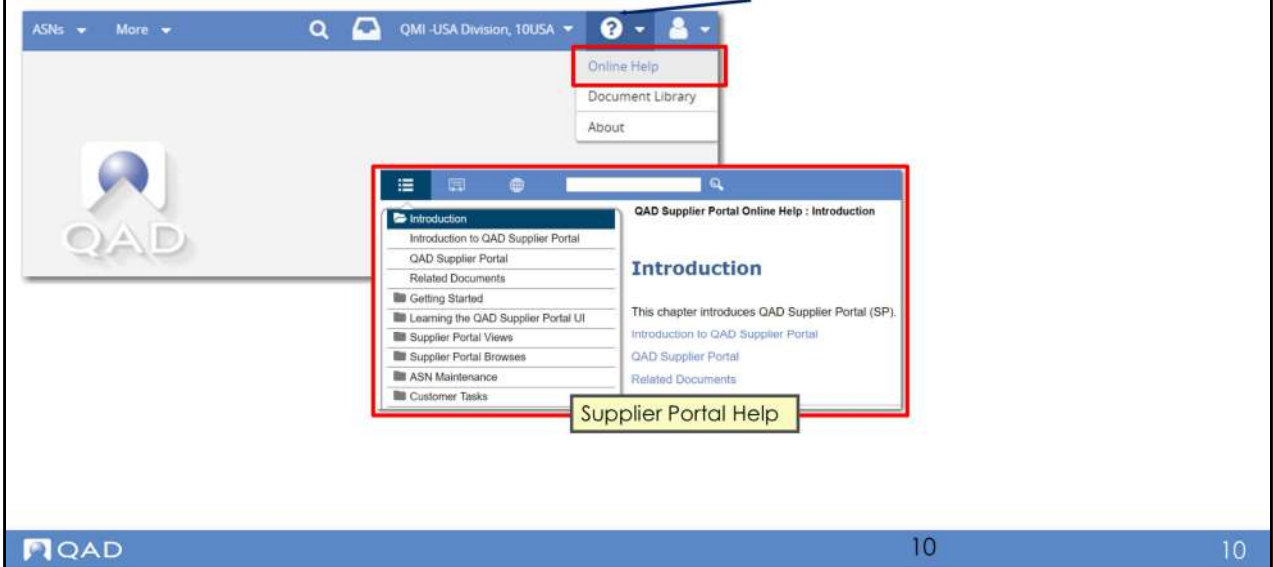 ASNs More QMI -USA Division, 10USA ?
Online Help
Document Library
About
QAD
QAD Supplier Portal Online Help : Introduction
Introduction
Introduction to QAD Supplier Portal
QAD Supplier Portal
Related Documents
Getting Started
Learning the QAD Supplier Portal UI
Supplier Portal Views
Supplier Portal Browses
ASN Maintenance
Customer Tasks
Introduction
This chapter introduces QAD Supplier Portal (SP).
Introduction to QAD Supplier Portal
QAD Supplier Portal
Related Documents
Supplier Portal Help
QAD 10 10